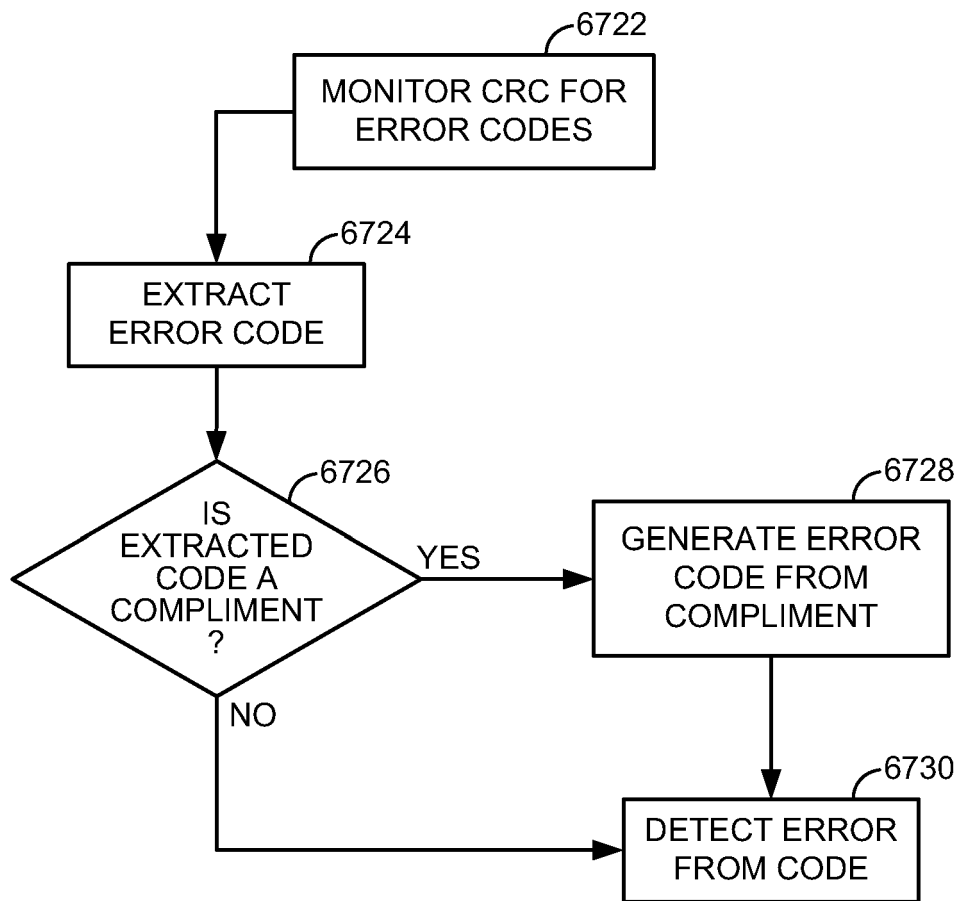 6722
MONITOR CRC FOR
ERROR CODES
6724
EXTRACT
ERROR CODE
6726
IS
EXTRACTED
CODE A
COMPLIMENT
?
YES
6728
GENERATE ERROR
CODE FROM
COMPLIMENT
NO
6730
DETECT ERROR
FROM CODE